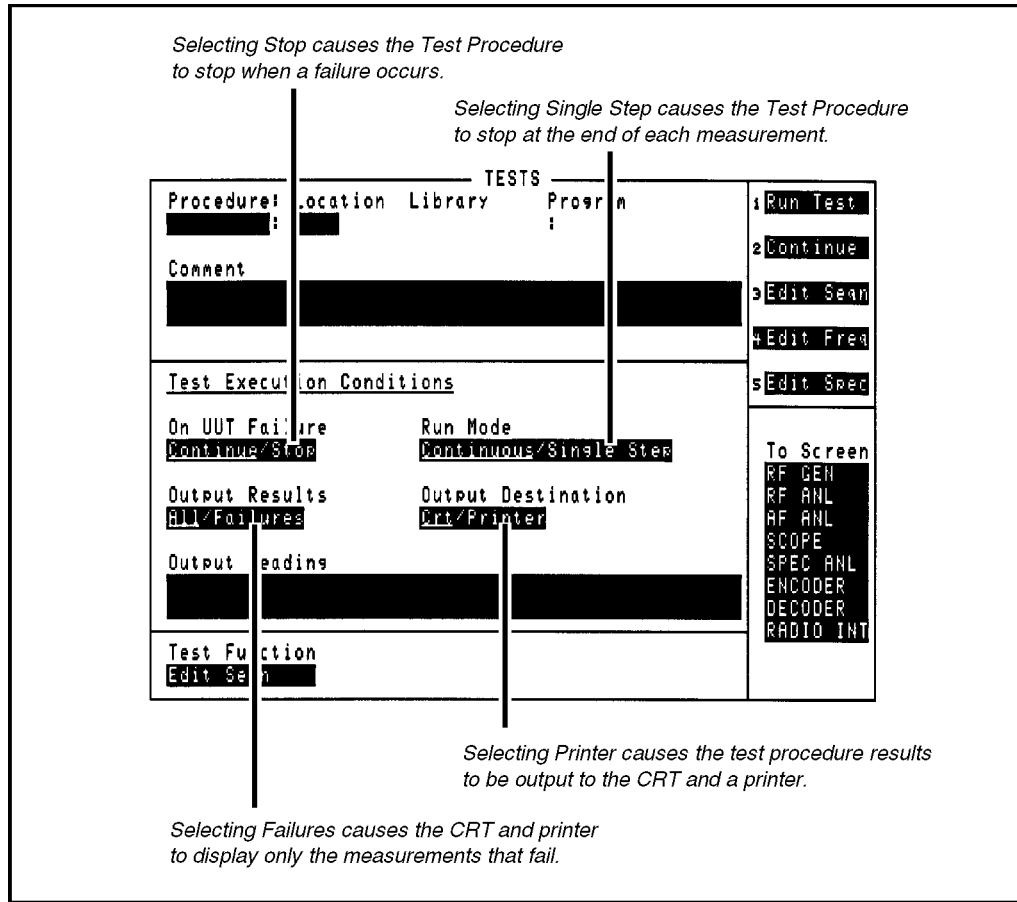 Selecting Stop causes the Test Procedure
to stop when a failure occurs.
Selecting Single Step causes the Test Procedure
to stop at the end of each measurement.
TESTS
Procedure: Location Library Program
: :
Comment
Test Execution Conditions
On UUT Failure Run Mode
Continue/Stop Continuous/Single Step
Output Results Output Destination
All/Failures Crt/Printer
Output Heading
Test Function
Edit Seqn
1 Run Test
2 Continue
3 Edit Seqn
4 Edit Freq
5 Edit Spec
To Screen
RF GEN
RF ANL
AF ANL
SCOPE
SPEC ANL
ENCODER
DECODER
RADIO INT
Selecting Printer causes the test procedure results
to be output to the CRT and a printer.
Selecting Failures causes the CRT and printer
to display only the measurements that fail.